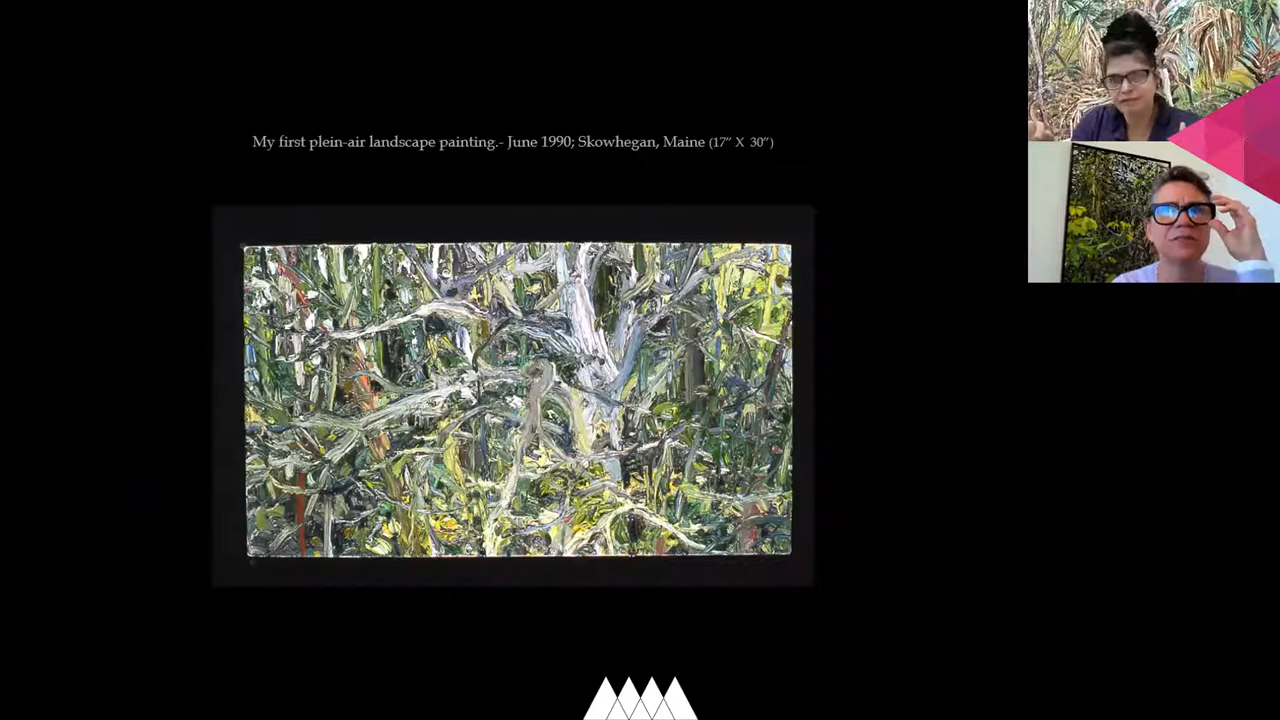 My first plein-air landscape painting.- June 1990; Skowhegan, Maine (17” X 30”)